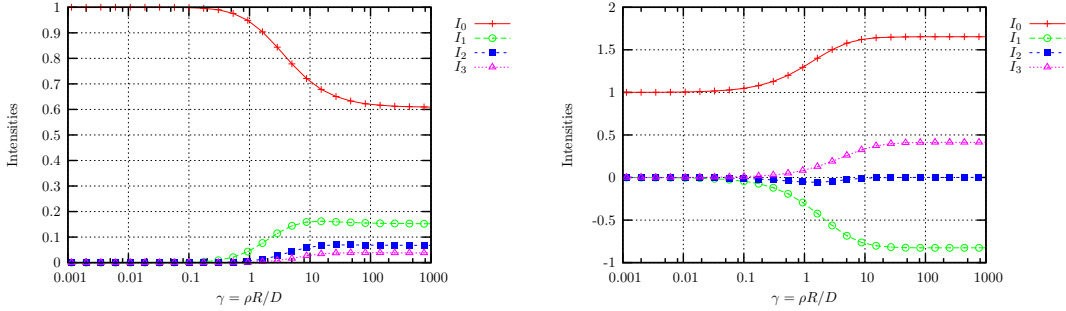 1
0.9
0.8
0.7
0.6
0.5
0.4
0.3
0.2
0.1
0
Intensities
0.001 0.01 0.1 1 10 100 1000
γ = ρR/D
I₀
I₁
I₂
I₃
2
1.5
1
0.5
0
-0.5
-1
Intensities
0.001 0.01 0.1 1 10 100 1000
γ = ρR/D
I₀
I₁
I₂
I₃